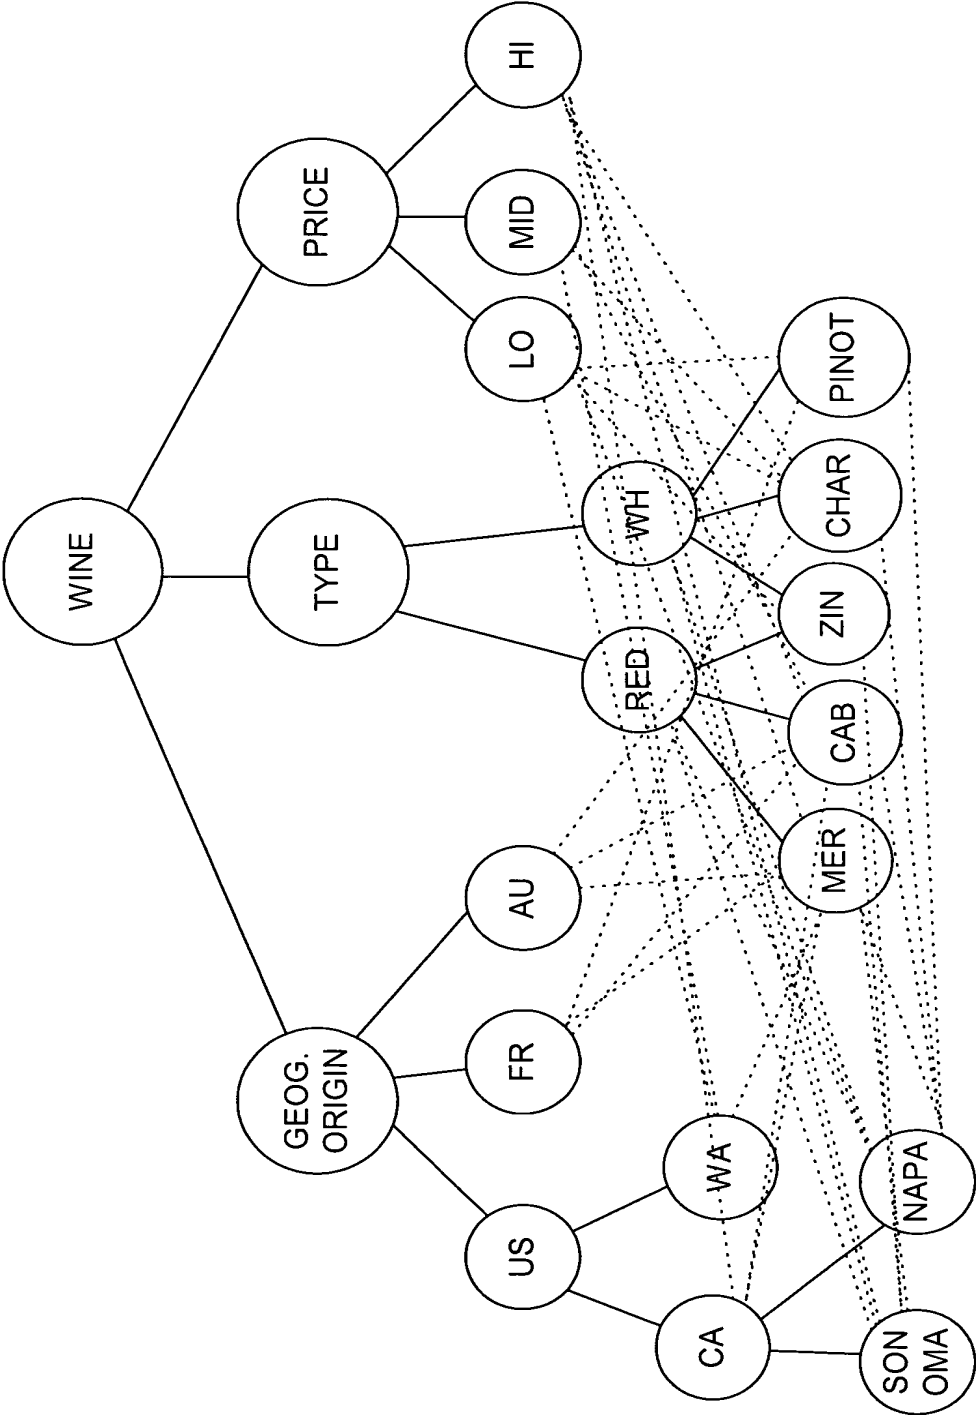 WINE
GEOG.
ORIGIN
TYPE
PRICE
US
FR
AU
LO
MID
HI
CA
WA
RED
WH
SON
OMA
NAPA
MER
CAB
ZIN
CHAR
PINOT